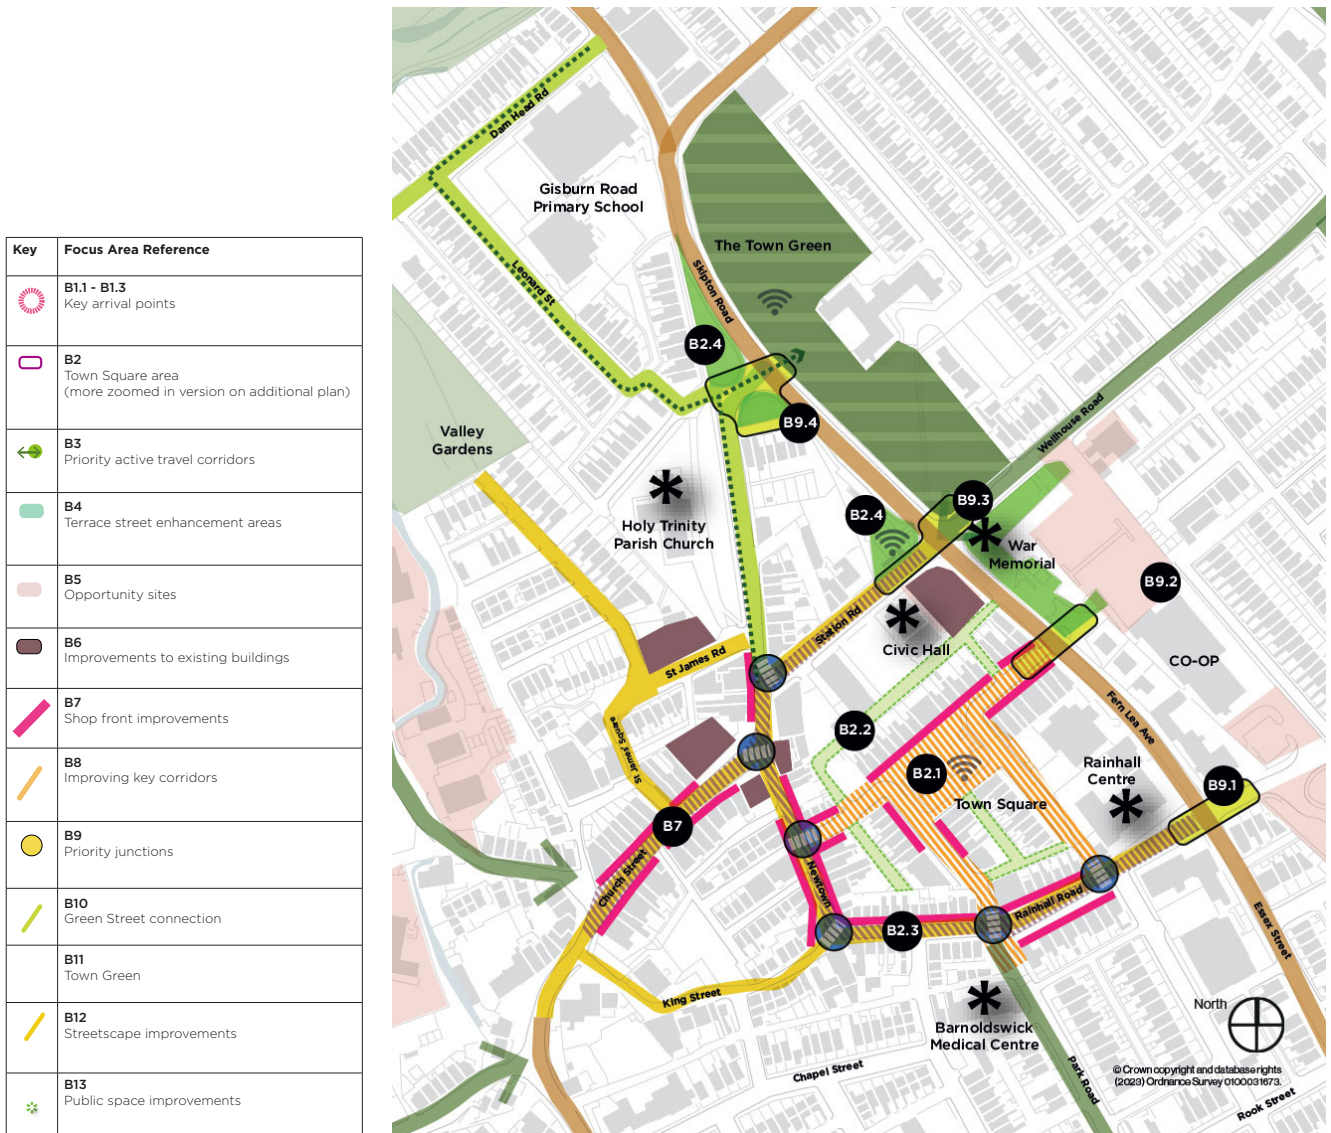 Key Focus Area Reference
B1.1 - B1.3
Key arrival points
B2
Town Square area
(more zoomed in version on additional plan)
B3
Priority active travel corridors
B4
Terrace street enhancement areas
B5
Opportunity sites
B6
Improvements to existing buildings
B7
Shop front improvements
B8
Improving key corridors
B9
Priority junctions
B10
Green Street connection
B11
Town Green
B12
Streetscape improvements
B13
Public space improvements
Dam Head Rd
Gisburn Road
Primary School
The Town Green
Leonard St
Skipton Road
B2.4
B9.4
Valley
Gardens
Wellhouse Road
Holy Trinity
Parish Church
B2.4
B9.3
War
Memorial
B9.2
Station Rd
Civic Hall
CO-OP
St James Rd
St James' Square
B2.2
Fern Lea Ave
B2.1
Town Square
Rainhall
Centre
B9.1
B7
Church Street
Newtown
B2.3
Rainhall Road
Essex Street
King Street
Barnoldswick
Medical Centre
North
Chapel Street
Park Road
© Crown copyright and database rights
(2023) Ordnance Survey 0100031673.
Rook Street